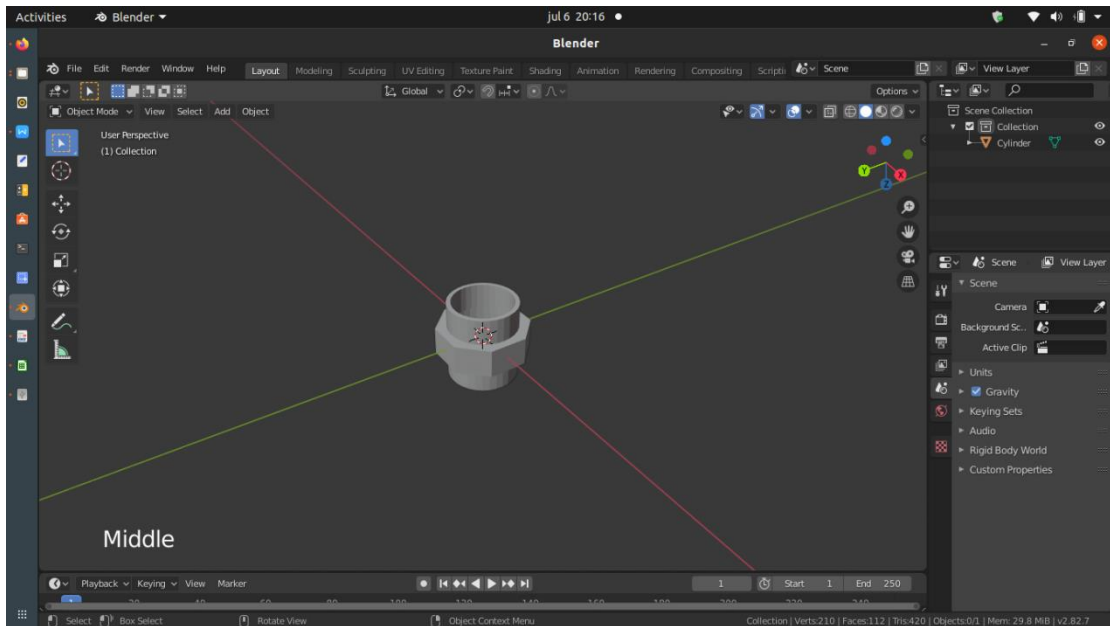 Activities Blender jul 6 20:16
Blender
File Edit Render Window Help Layout Modeling Sculpting UV Editing Texture Paint Shading Animation Rendering Compositing Scripti Scene View Layer
Global Options
Object Mode View Select Add Object
User Perspective
(1) Collection
Y X Z
Scene Collection
Collection
Cylinder
Scene View Layer
Scene
Camera
Background Sc..
Active Clip
Units
Gravity
Keying Sets
Audio
Rigid Body World
Custom Properties
Middle
Playback Keying View Marker 1 Start 1 End 250
1
Select Box Select Rotate View Object Context Menu Collection | Verts:210 | Faces:112 | Tris:420 | Objects:0/1 | Mem: 29.8 MiB | v2.82.7